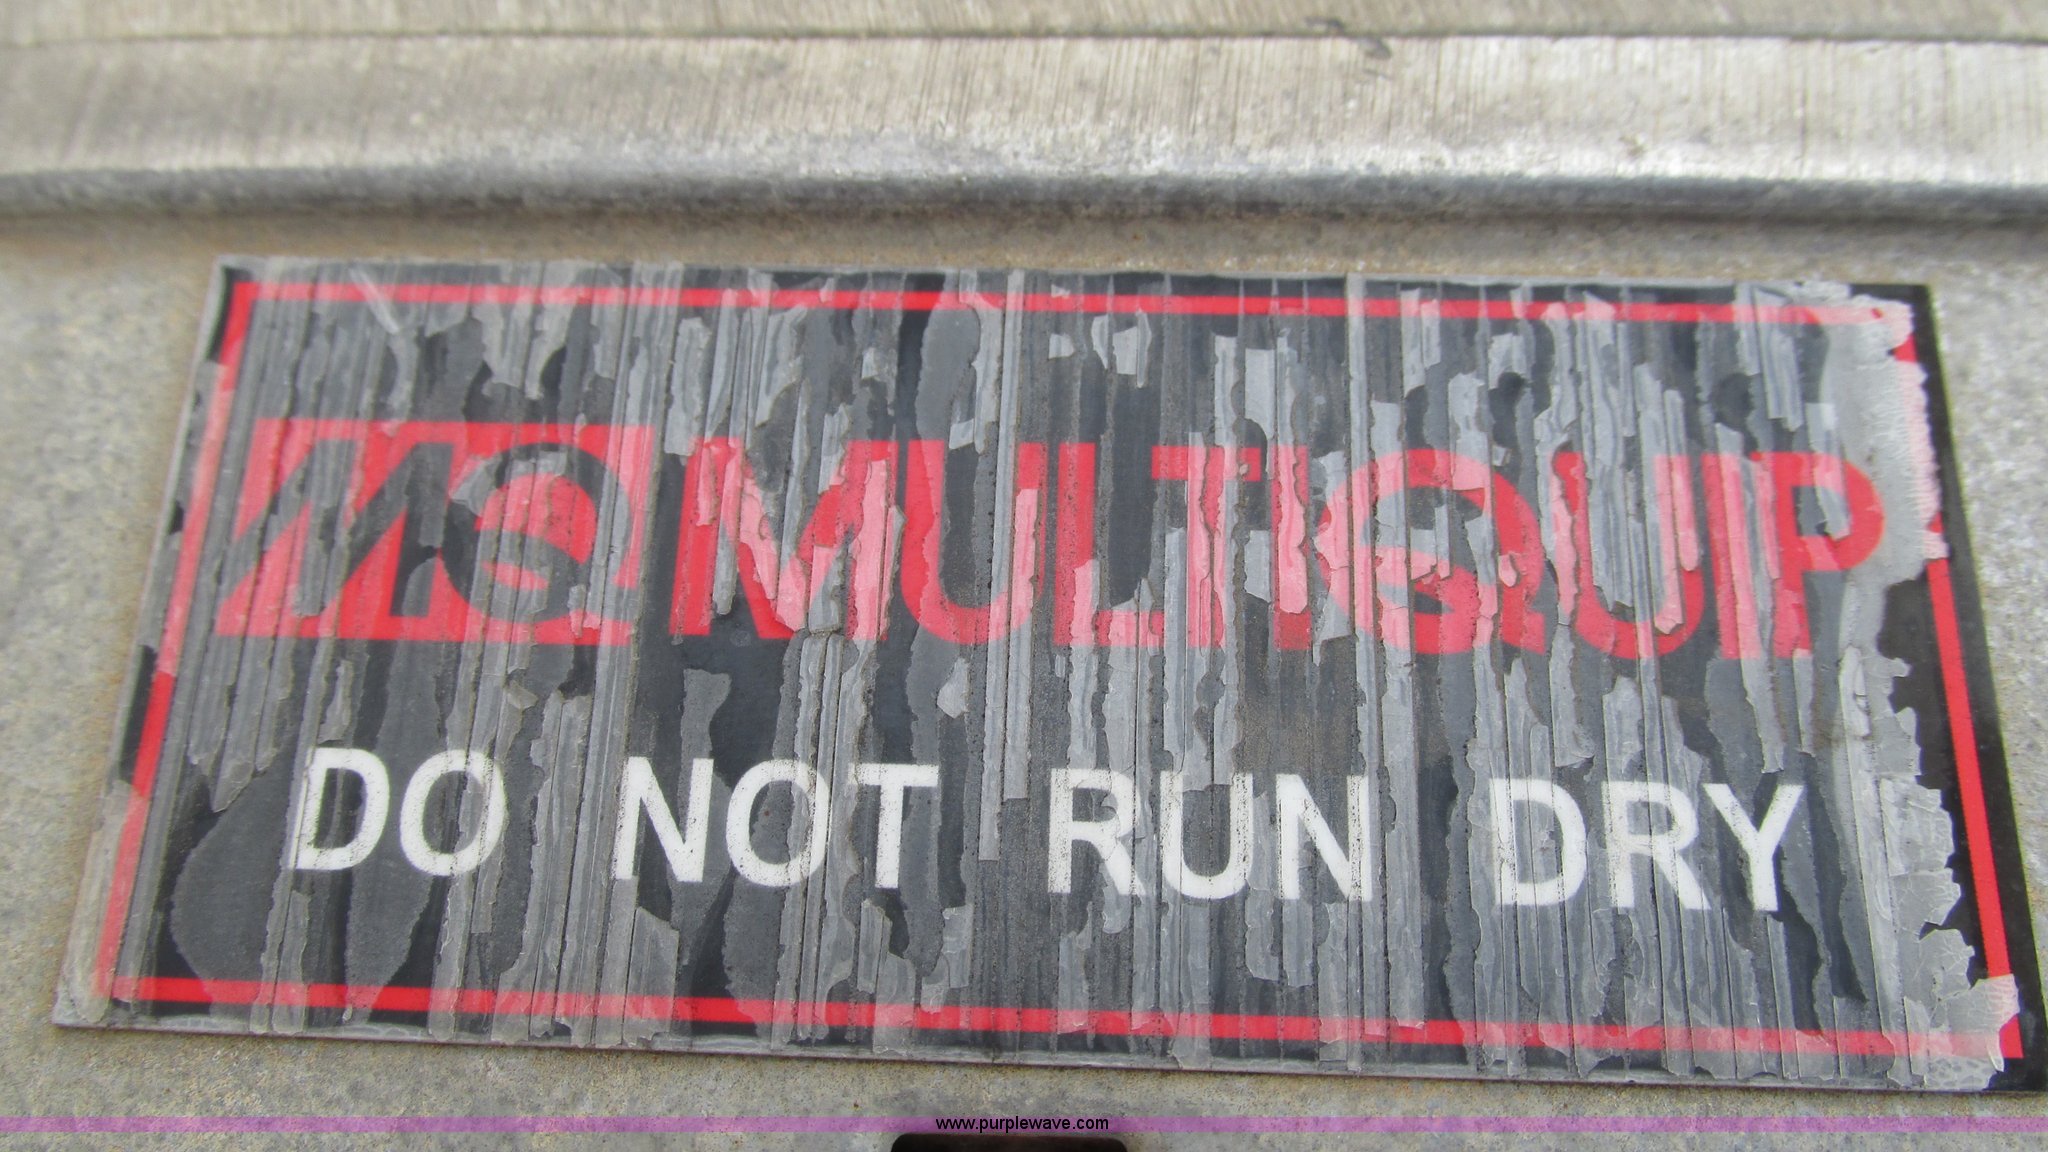 MQ MULTIQUIP
DO NOT RUN DRY
www.purplewave.com